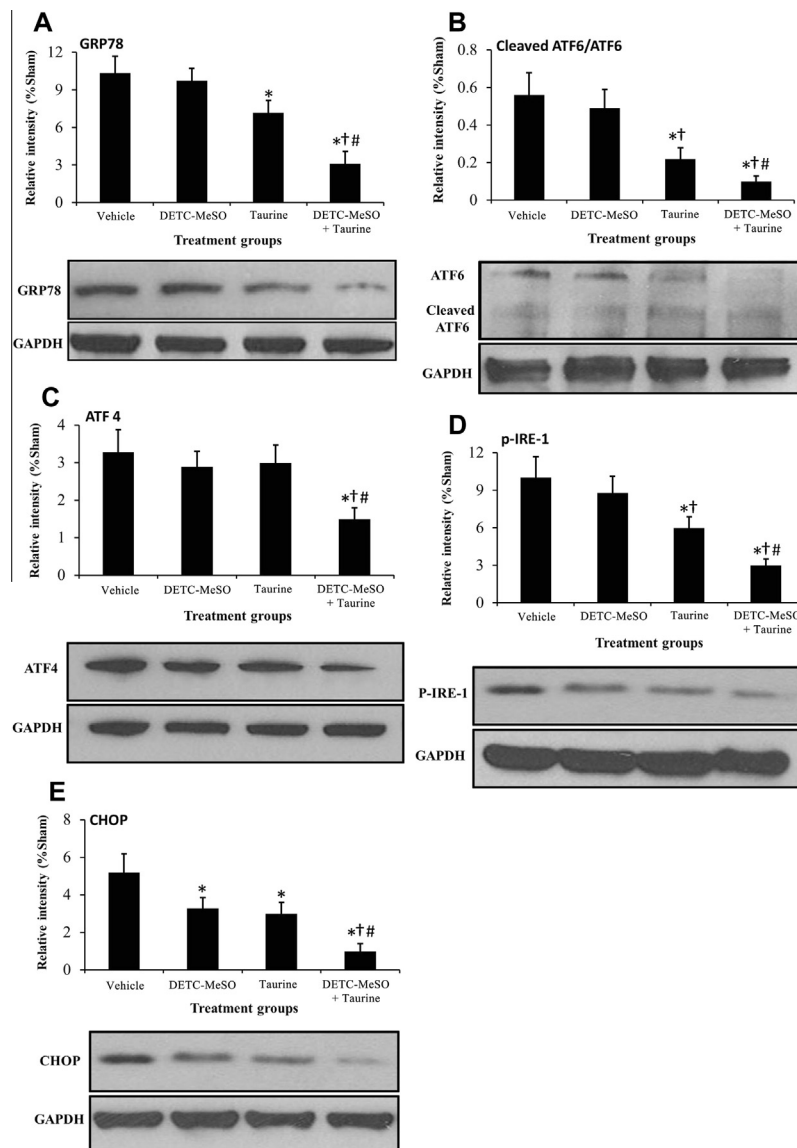 A
GRP78
Relative intensity (%Sham)
12
9
6
3
0
*
*†#
Vehicle DETC-MeSO Taurine DETC-MeSO
+ Taurine
Treatment groups
GRP78
GAPDH
B
Cleaved ATF6/ATF6
Relative intensity (%Sham)
0.6
0.4
0.2
0
*†
*†#
Vehicle DETC-MeSO Taurine DETC-MeSO
+ Taurine
Treatment groups
ATF6
Cleaved
ATF6
GAPDH
C
ATF 4
Relative intensity (%Sham)
4
3
2
1
0
*†#
Vehicle DETC-MeSO Taurine DETC-MeSO
+ Taurine
Treatment groups
ATF4
GAPDH
D
p-IRE-1
Relative intensity (%Sham)
12
9
6
3
0
*†
*†#
Vehicle DETC-MeSO Taurine DETC-MeSO
+ Taurine
Treatment groups
P-IRE-1
GAPDH
E
CHOP
Relative intensity (%Sham)
8
6
4
2
0
*
*
*†#
Vehicle DETC-MeSO Taurine DETC-MeSO
+ Taurine
Treatment groups
CHOP
GAPDH